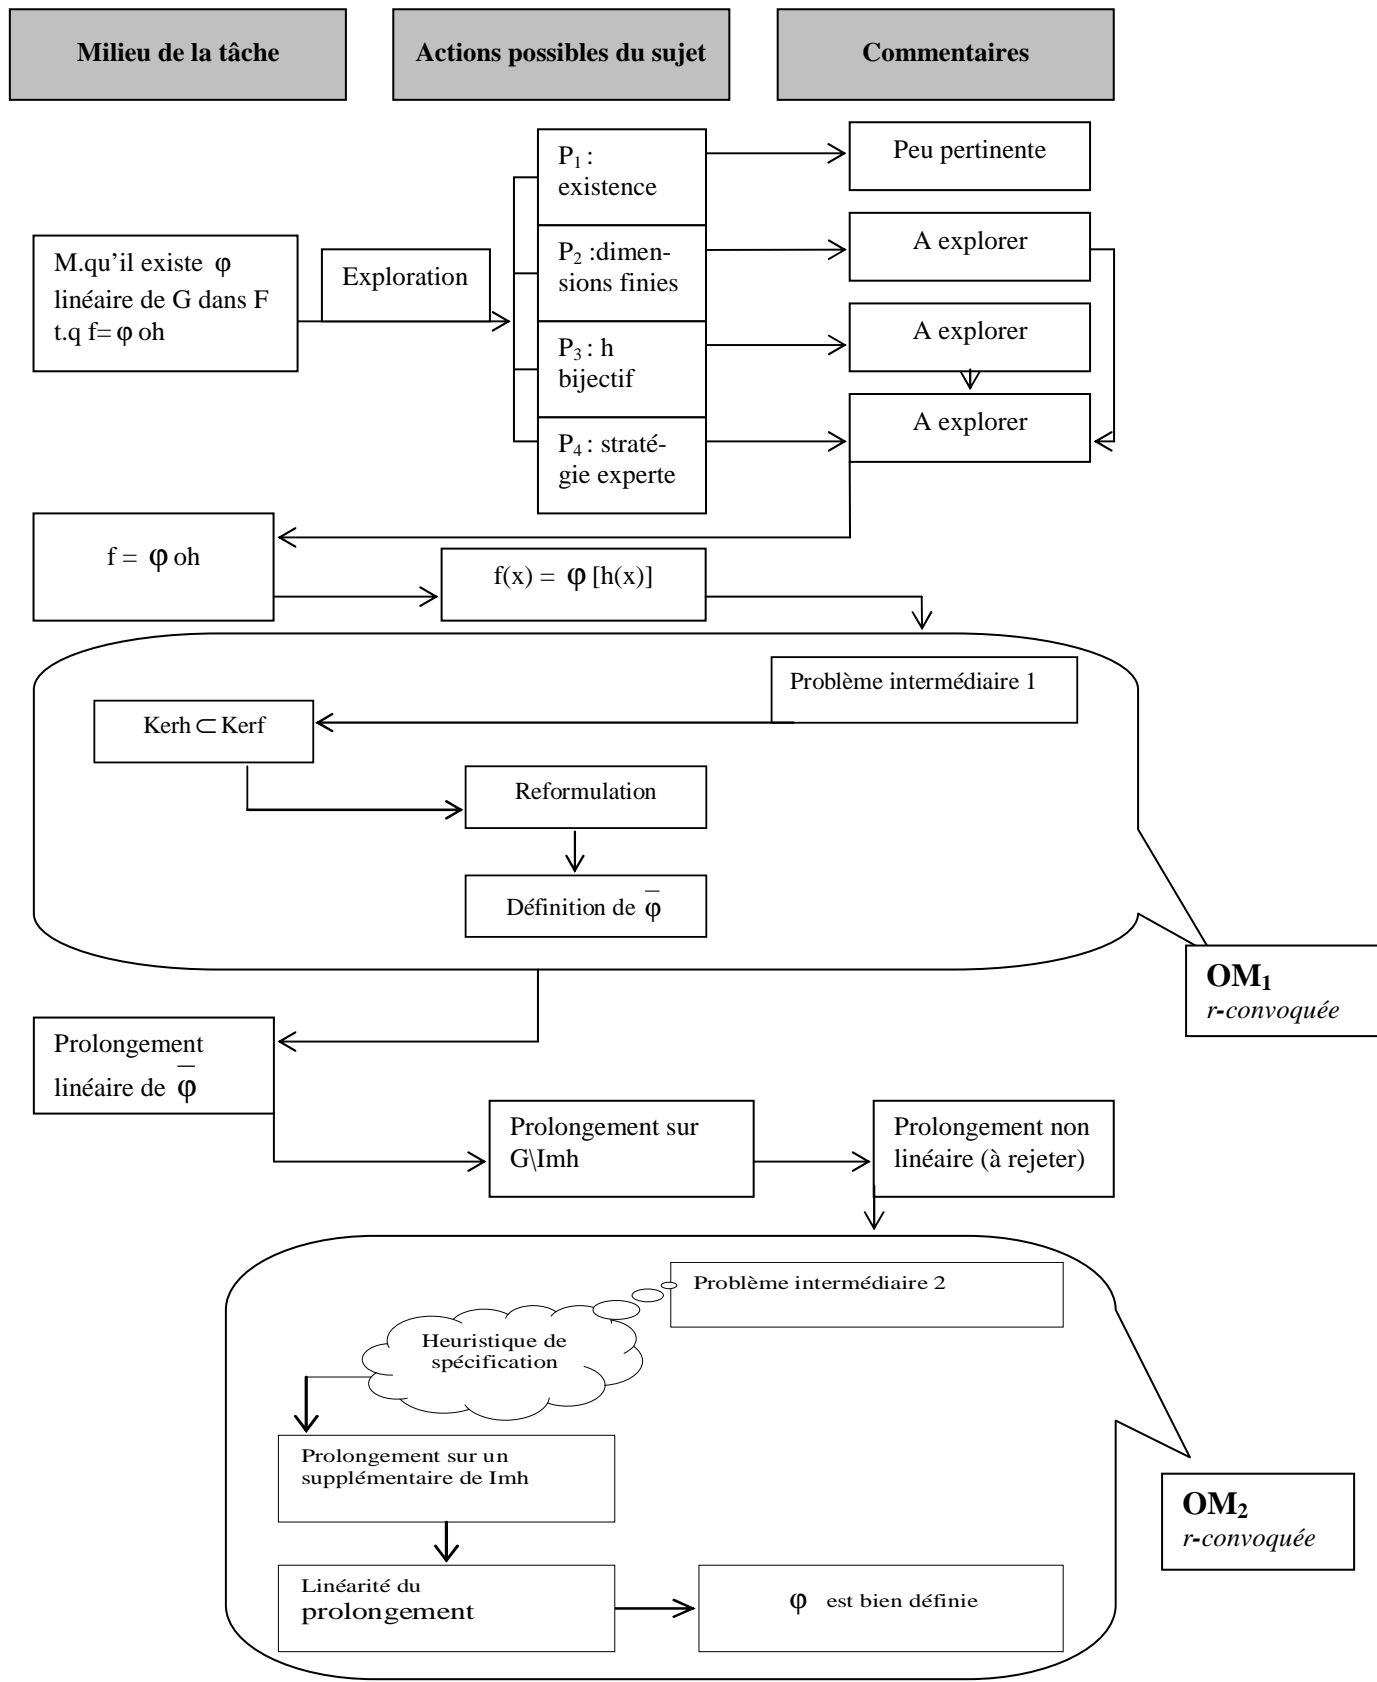 Milieu de la tâche
Actions possibles du sujet
Commentaires
P₁ :
existence
Peu pertinente
M.qu'il existe φ
linéaire de G dans F
t.q f= φ oh
Exploration
P₂ :dimen-
sions finies
A explorer
P₃ : h
bijectif
A explorer
P₄ : straté-
gie experte
A explorer
f = φ oh
f(x) = φ [h(x)]
Problème intermédiaire 1
Kerh ⊂ Kerf
Reformulation
Définition de φ̅
OM₁
r-convoquée
Prolongement
linéaire de φ̅
Prolongement sur
G\Imh
Prolongement non
linéaire (à rejeter)
Problème intermédiaire 2
Heuristique de
spécification
Prolongement sur un
supplémentaire de Imh
OM₂
r-convoquée
Linéarité du
prolongement
φ est bien définie